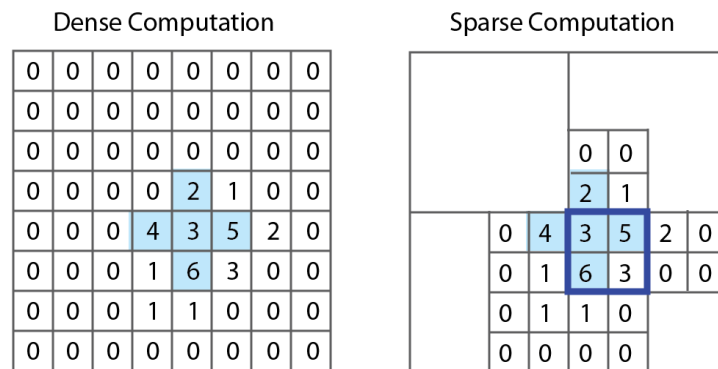 Dense Computation
Sparse Computation
0 0 0 0 0 0 0 0
0 0 0 0 0 0 0 0
0 0 0 0 0 0 0 0
0 0 0 0 2 1 0 0
0 0 0 4 3 5 2 0
0 0 0 1 6 3 0 0
0 0 0 1 1 0 0 0
0 0 0 0 0 0 0 0
0 0
2 1
0 4 3 5 2 0
0 1 6 3 0 0
0 1 1 0
0 0 0 0